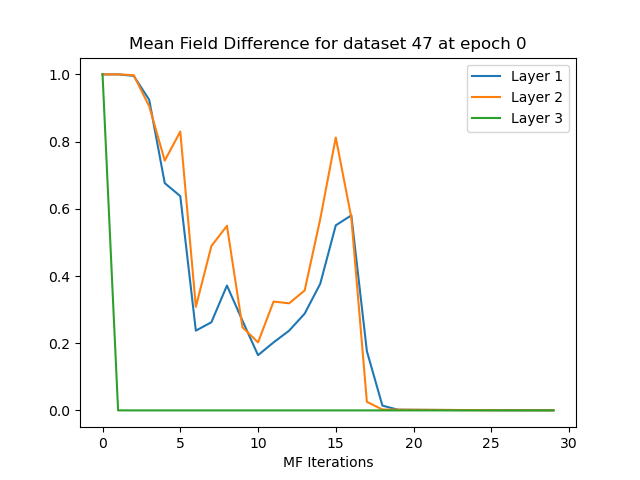 Mean Field Difference for dataset 47 at epoch 0
Layer 1
Layer 2
Layer 3
1.0
0.8
0.6
0.4
0.2
0.0
0 5 10 15 20 25 30
MF Iterations